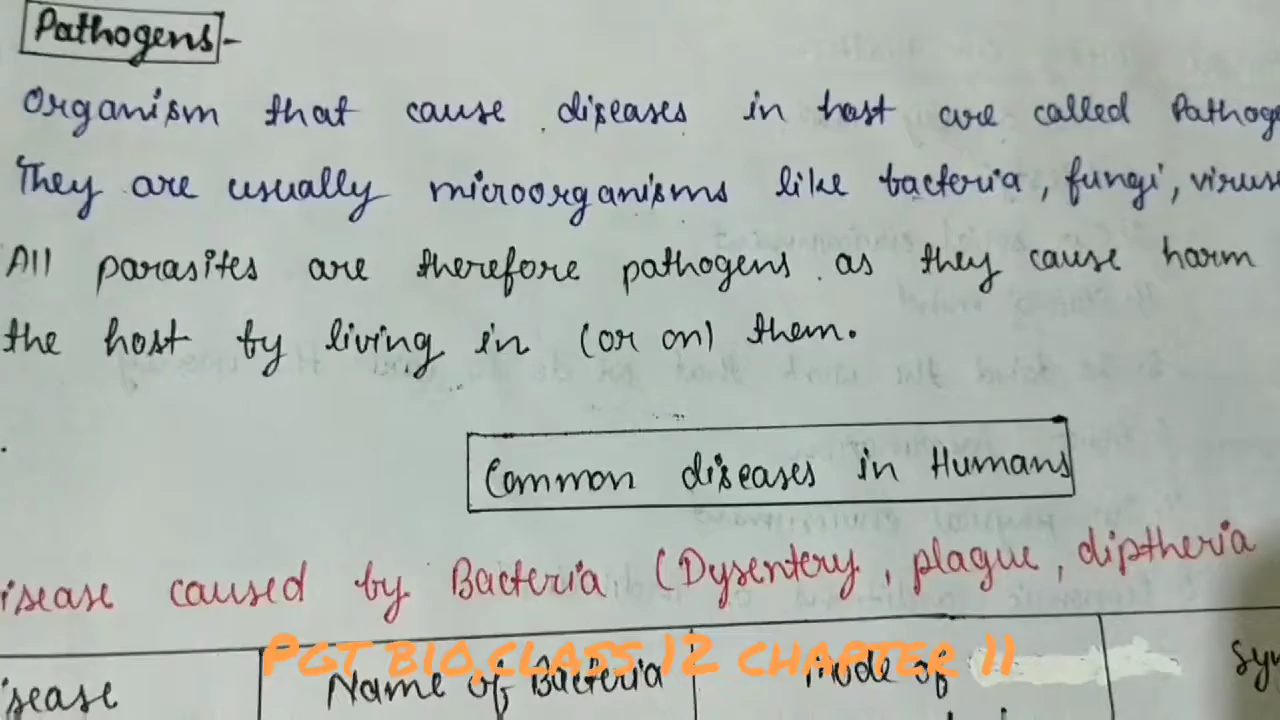 Pathogens-
Organism that cause diseases in host are called Pathoge
They are usually microorganisms like bacteria, fungi, viruse
All parasites are therefore pathogens as they cause harm
the host by living in (or on) them.
Common diseases in Humans
isease caused by Bacteria (Dysentery, plague, diptheria
PGT bio,class 12 chapter 11
isease Name of Bacteria Mode of Sy